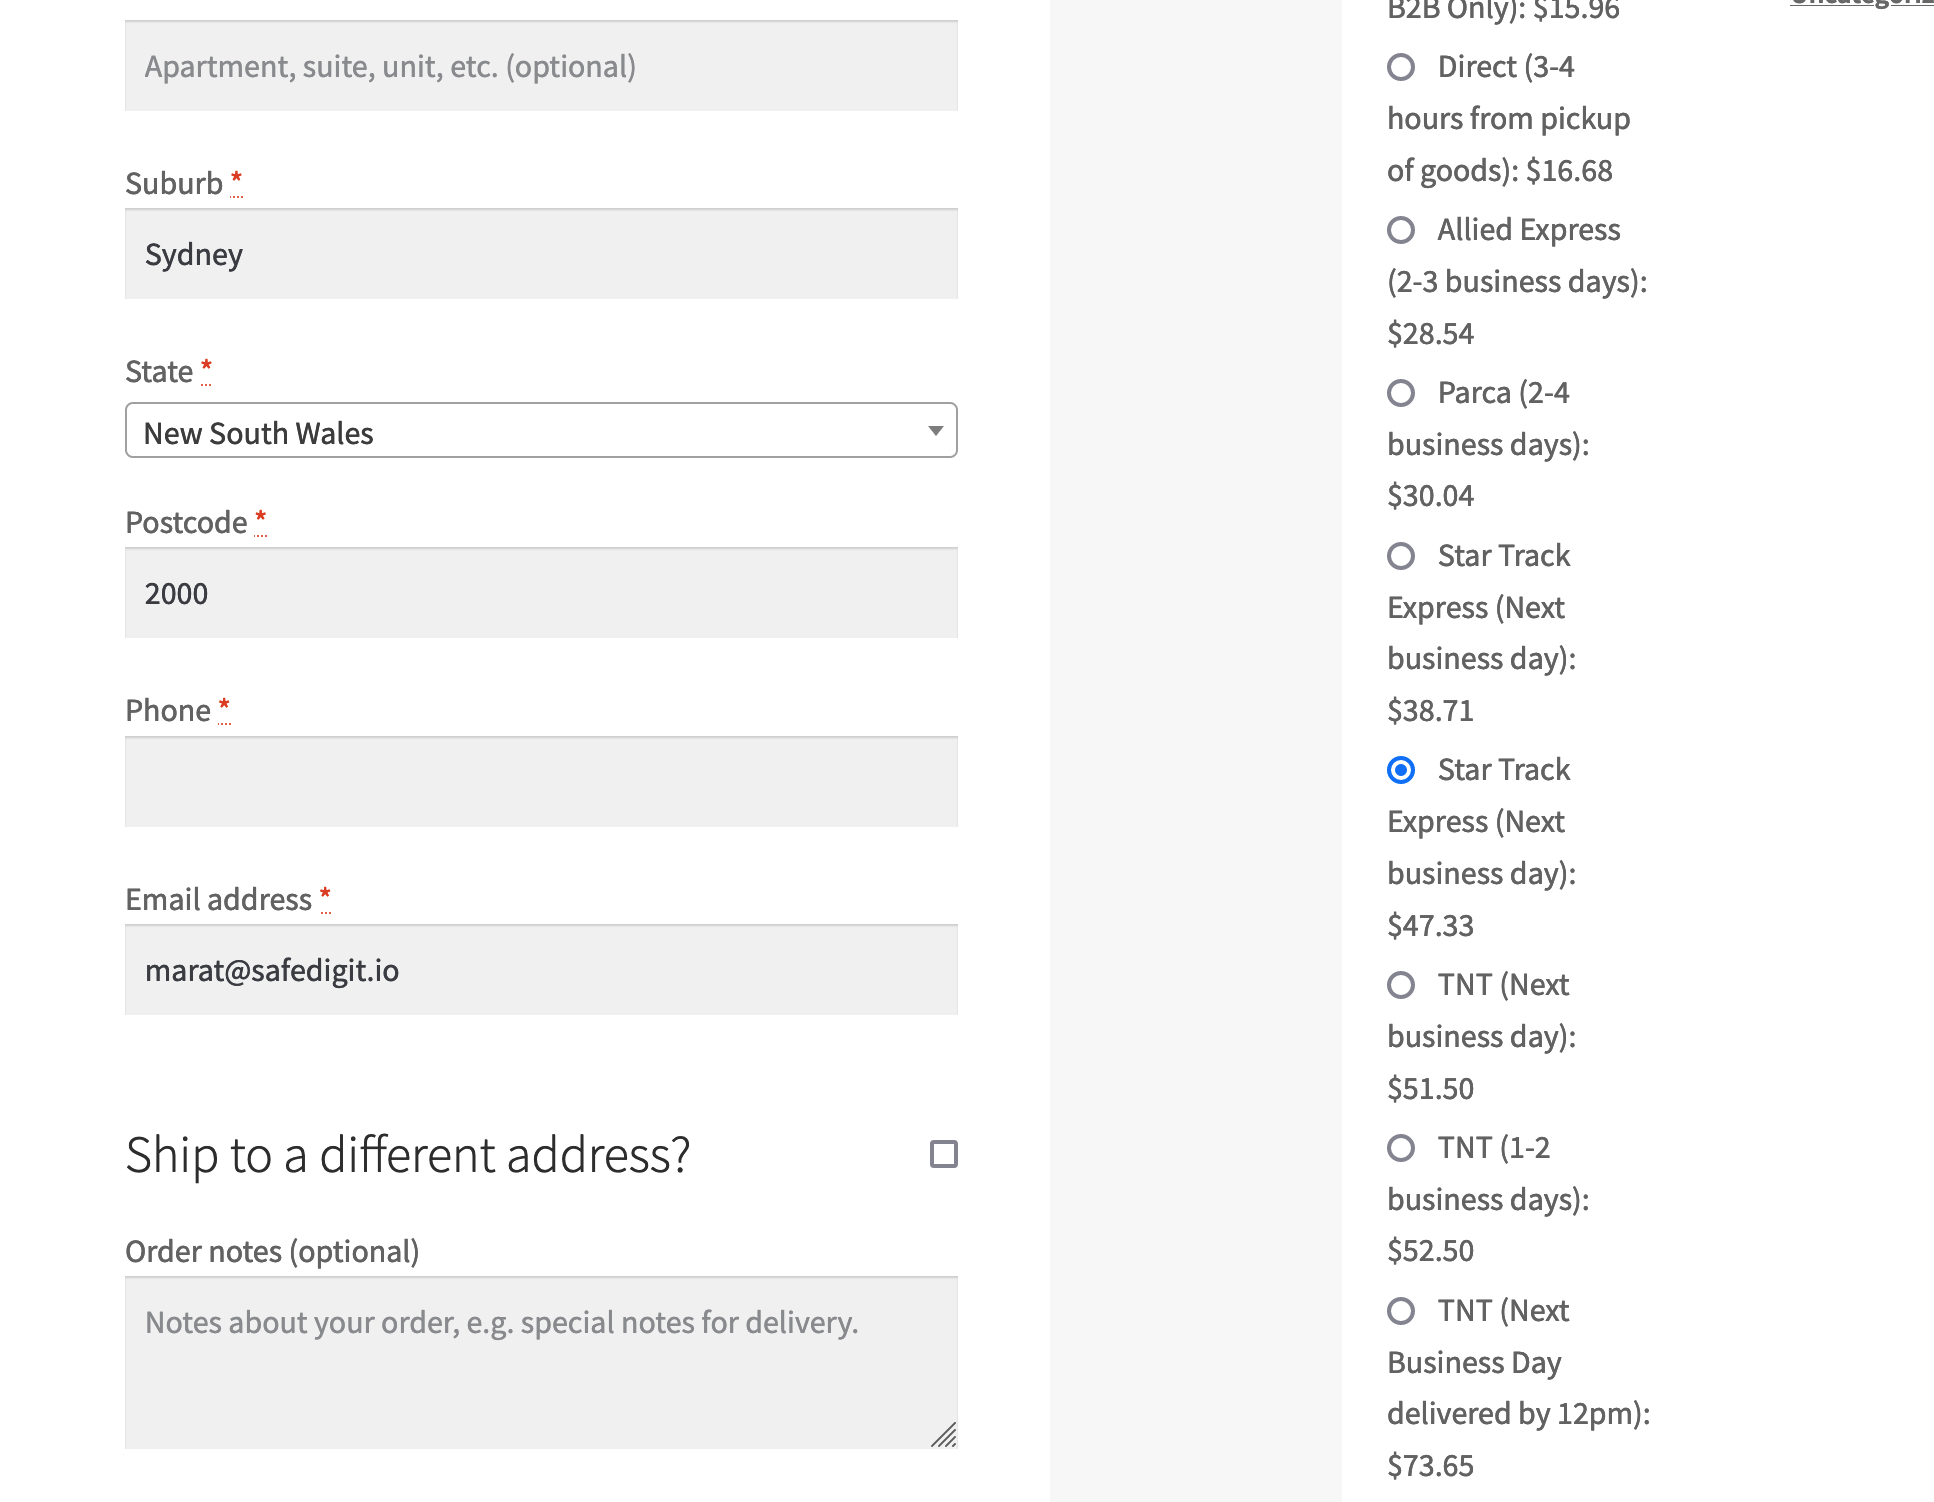 Apartment, suite, unit, etc. (optional)
Suburb *
Sydney
State *
New South Wales
Postcode *
2000
Phone *
Email address *
marat@safedigit.io
Ship to a different address?
Order notes (optional)
Notes about your order, e.g. special notes for delivery.
B2B Only): $15.96
Direct (3-4
hours from pickup
of goods): $16.68
Allied Express
(2-3 business days):
$28.54
Parca (2-4
business days):
$30.04
Star Track
Express (Next
business day):
$38.71
Star Track
Express (Next
business day):
$47.33
TNT (Next
business day):
$51.50
TNT (1-2
business days):
$52.50
TNT (Next
Business Day
delivered by 12pm):
$73.65